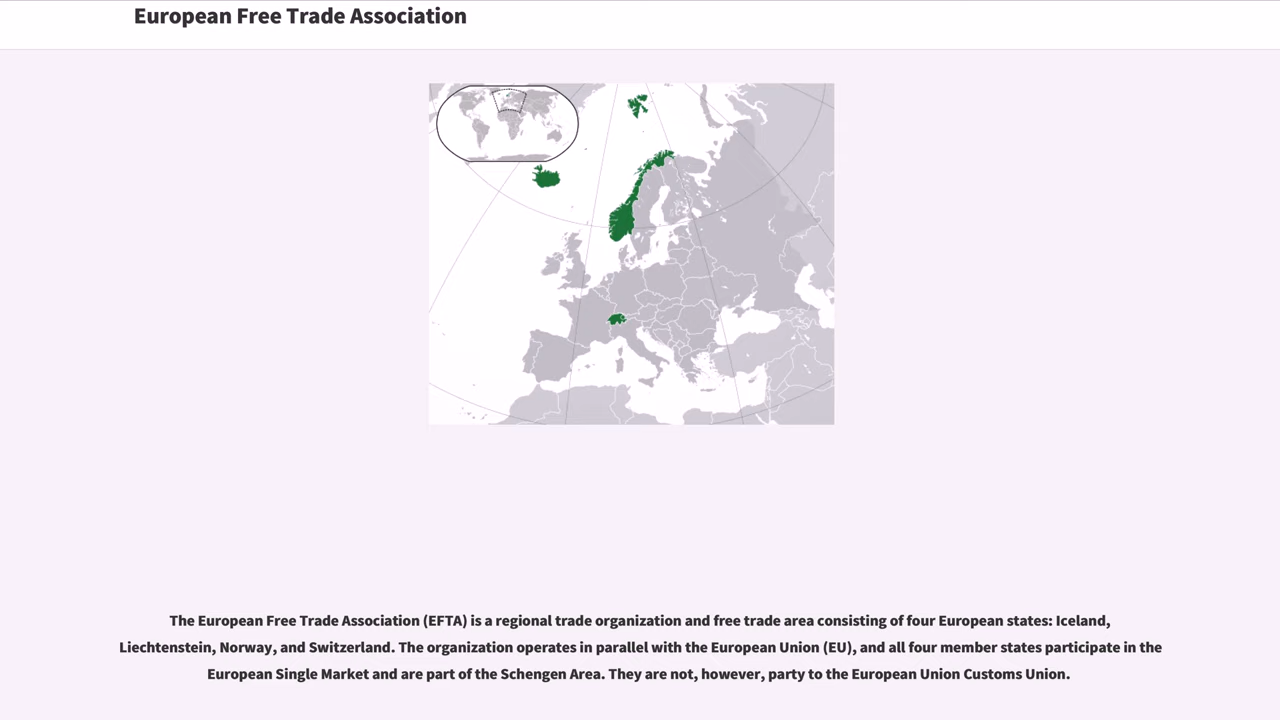 European Free Trade Association
The European Free Trade Association (EFTA) is a regional trade organization and free trade area consisting of four European states: Iceland,
Liechtenstein, Norway, and Switzerland. The organization operates in parallel with the European Union (EU), and all four member states participate in the
European Single Market and are part of the Schengen Area. They are not, however, party to the European Union Customs Union.